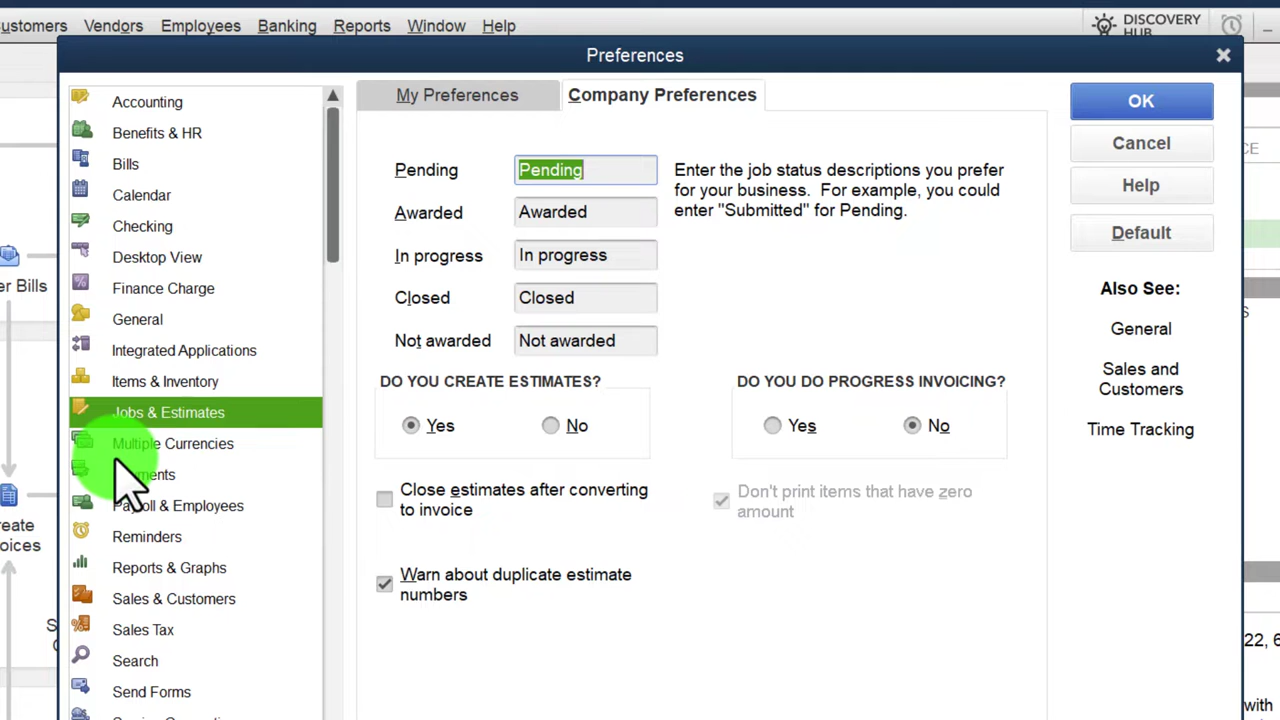 Vendors Employees Banking Reports Window Help
DISCOVERY
HUB
Preferences
Accounting
Benefits & HR
Bills
Calendar
Checking
Desktop View
Finance Charge
General
Integrated Applications
Items & Inventory
Jobs & Estimates
Multiple Currencies
Payroll & Employees
Reminders
Reports & Graphs
Sales & Customers
Sales Tax
Search
Send Forms
My Preferences
Company Preferences
Pending Pending
Awarded Awarded
In progress In progress
Closed Closed
Not awarded Not awarded
Enter the job status descriptions you prefer
for your business. For example, you could
enter "Submitted" for Pending.
DO YOU CREATE ESTIMATES?
Yes No
DO YOU DO PROGRESS INVOICING?
Yes No
Close estimates after converting
to invoice
Don't print items that have zero
amount
Warn about duplicate estimate
numbers
OK
Cancel
Help
Default
Also See:
General
Sales and
Customers
Time Tracking
Bills
22, 6
with